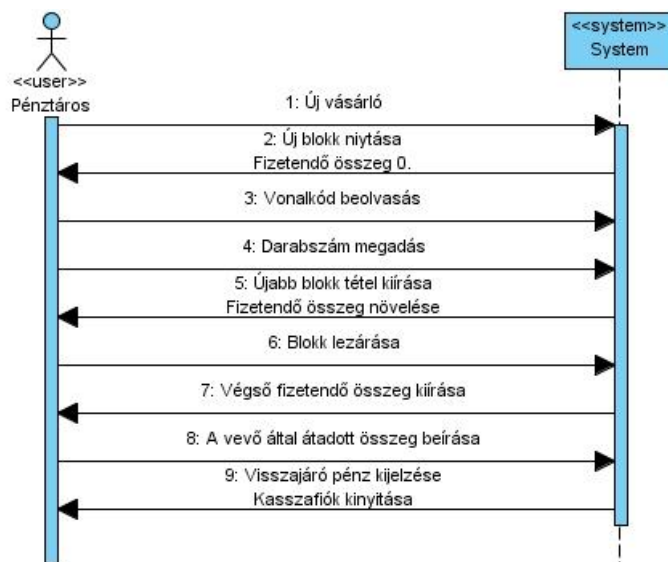 <<user>>
Pénztáros
<<system>>
System
1: Új vásárló
2: Új blokk niytása
Fizetendő összeg 0.
3: Vonalkód beolvasás
4: Darabszám megadás
5: Újabb blokk tétel kiírása
Fizetendő összeg növelése
6: Blokk lezárása
7: Végső fizetendő összeg kiírása
8: A vevő által átadott összeg beírása
9: Visszajáró pénz kijelzése
Kasszafiók kinyitása